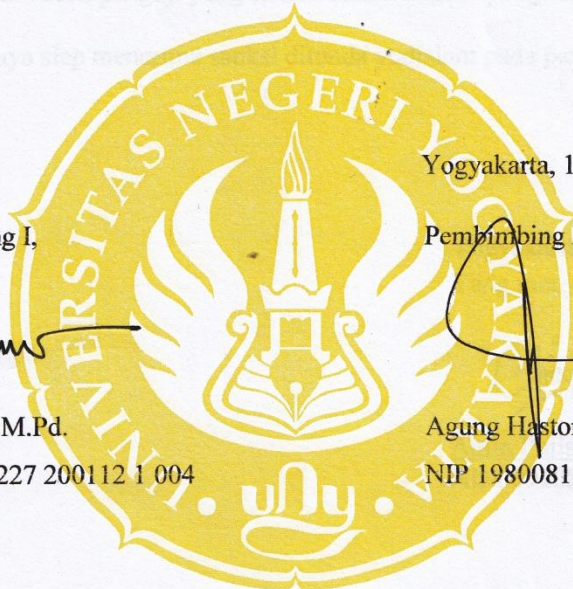 Yogyakarta, 1
g I,
Pembimbing
M.Pd.
Agung Hasto
227 200112 1 004
NIP 1980081
UNIVERSITAS NEGERI YOGYAKARTA
uny